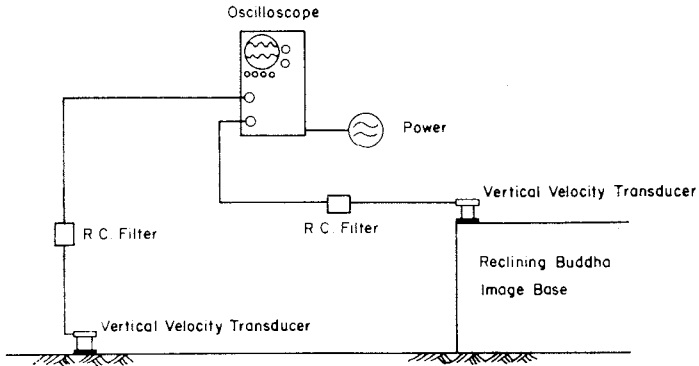 Oscilloscope
Power
Vertical Velocity Transducer
R.C. Filter
R.C. Filter
Reclining Buddha
Image Base
Vertical Velocity Transducer